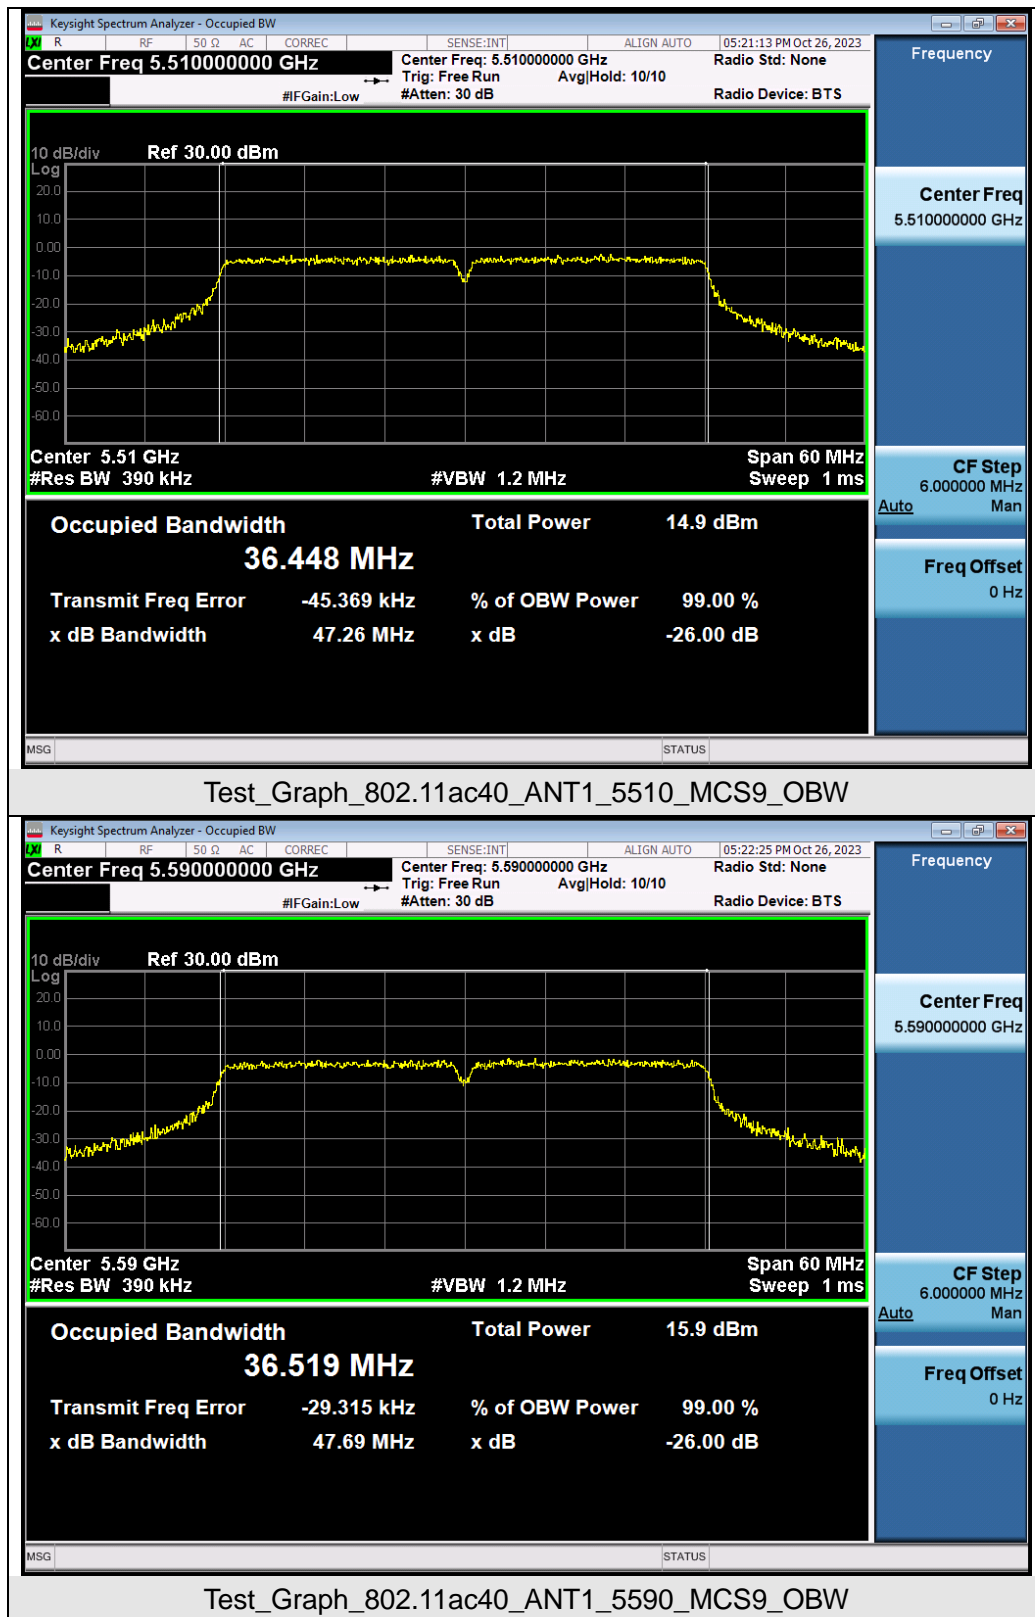 Keysight Spectrum Analyzer - Occupied BW
LXI R RF 50 Ω AC CORREC SENSE:INT ALIGN AUTO 05:21:13 PM Oct 26, 2023
Center Freq 5.510000000 GHz Center Freq: 5.510000000 GHz Radio Std: None
Trig: Free Run Avg|Hold: 10/10
#IFGain:Low #Atten: 30 dB Radio Device: BTS
Frequency
10 dB/div Ref 30.00 dBm
Log
20.0
10.0
0.00
-10.0
-20.0
-30.0
-40.0
-50.0
-60.0
Center 5.51 GHz Span 60 MHz
#Res BW 390 kHz #VBW 1.2 MHz Sweep 1 ms
Center Freq
5.510000000 GHz
CF Step
6.000000 MHz
Auto Man
Freq Offset
0 Hz
Occupied Bandwidth Total Power 14.9 dBm
36.448 MHz
Transmit Freq Error -45.369 kHz % of OBW Power 99.00 %
x dB Bandwidth 47.26 MHz x dB -26.00 dB
MSG STATUS
Test_Graph_802.11ac40_ANT1_5510_MCS9_OBW
Keysight Spectrum Analyzer - Occupied BW
LXI R RF 50 Ω AC CORREC SENSE:INT ALIGN AUTO 05:22:25 PM Oct 26, 2023
Center Freq 5.590000000 GHz Center Freq: 5.590000000 GHz Radio Std: None
Trig: Free Run Avg|Hold: 10/10
#IFGain:Low #Atten: 30 dB Radio Device: BTS
Frequency
10 dB/div Ref 30.00 dBm
Log
20.0
10.0
0.00
-10.0
-20.0
-30.0
-40.0
-50.0
-60.0
Center 5.59 GHz Span 60 MHz
#Res BW 390 kHz #VBW 1.2 MHz Sweep 1 ms
Center Freq
5.590000000 GHz
CF Step
6.000000 MHz
Auto Man
Freq Offset
0 Hz
Occupied Bandwidth Total Power 15.9 dBm
36.519 MHz
Transmit Freq Error -29.315 kHz % of OBW Power 99.00 %
x dB Bandwidth 47.69 MHz x dB -26.00 dB
MSG STATUS
Test_Graph_802.11ac40_ANT1_5590_MCS9_OBW